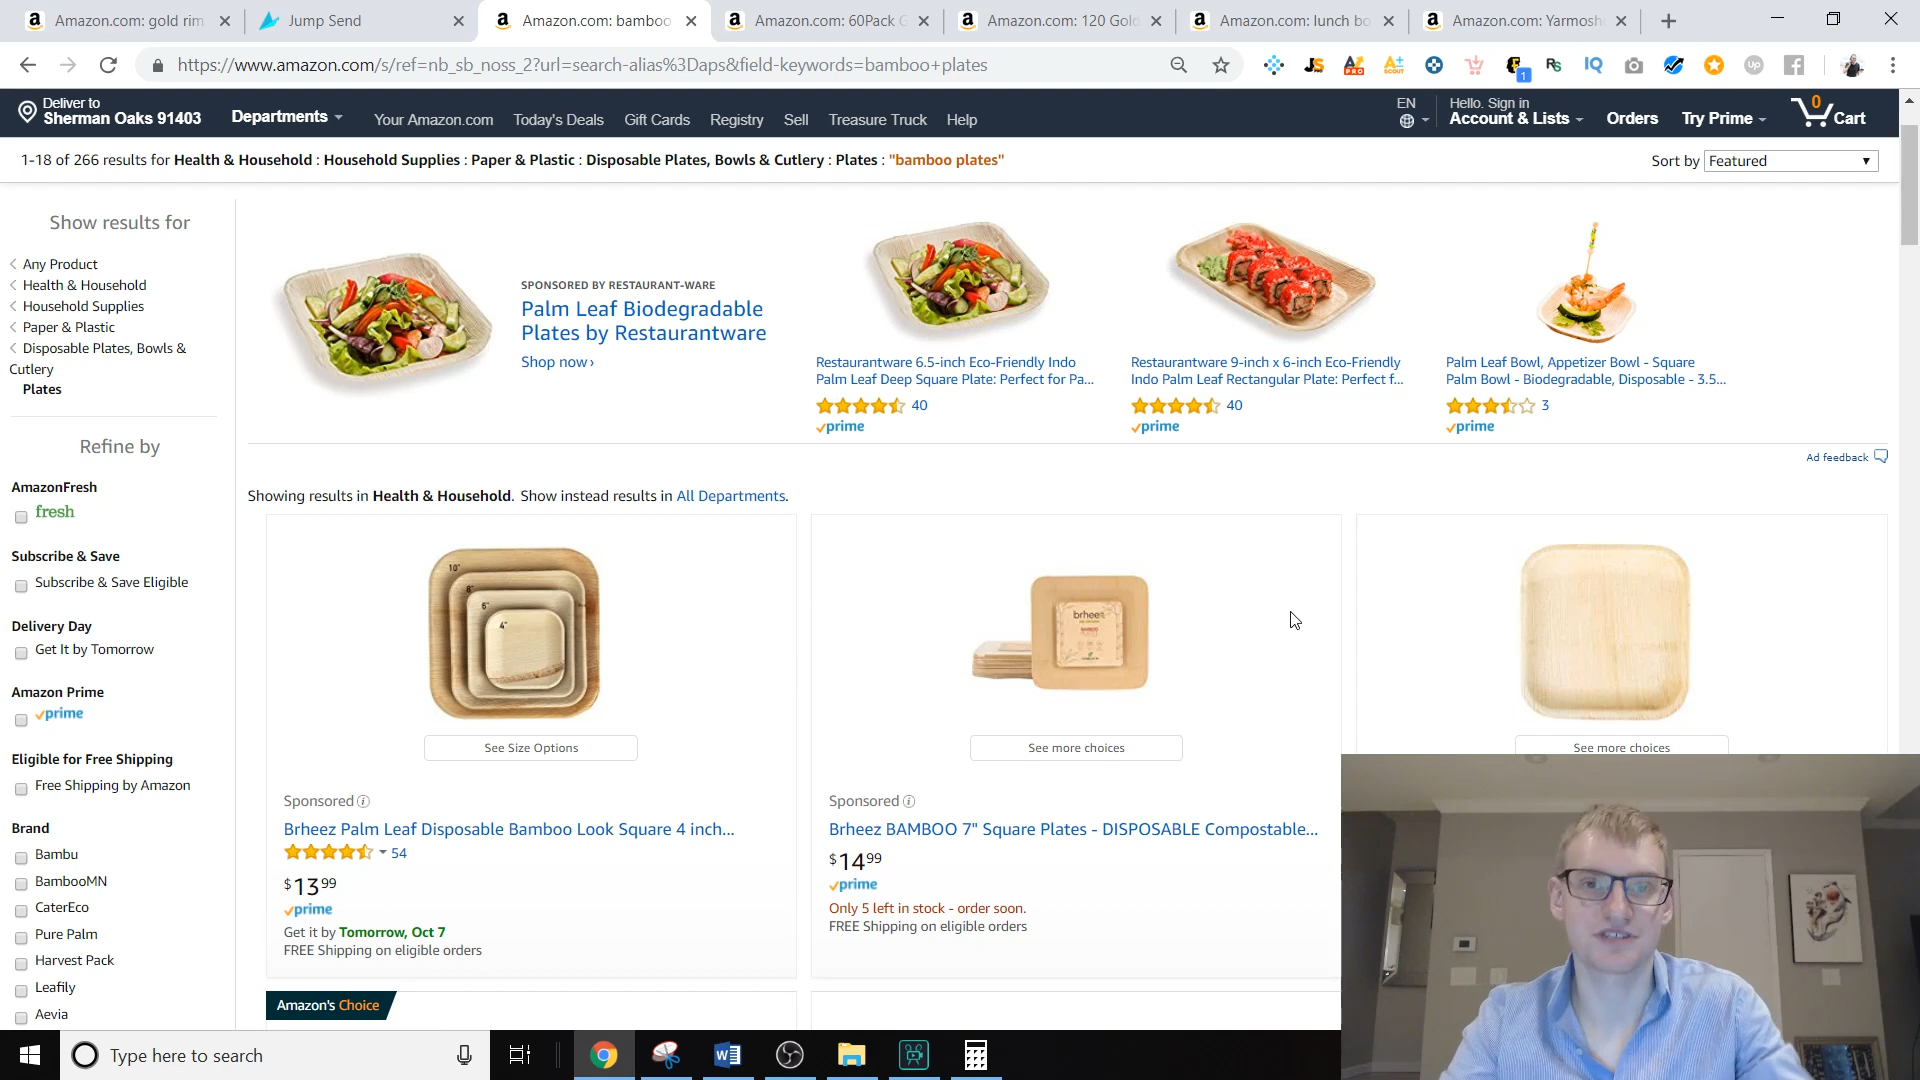 Amazon.com: gold rim
Jump Send
Amazon.com: bamboo
Amazon.com: 60Pack G
Amazon.com: 120 Gold
Amazon.com: lunch bo
Amazon.com: Yarmosh
https://www.amazon.com/s/ref=nb_sb_noss_2?url=search-alias%3Daps&field-keywords=bamboo+plates
Deliver to
Sherman Oaks 91403
Departments
Your Amazon.com
Today's Deals
Gift Cards
Registry
Sell
Treasure Truck
Help
EN
Hello. Sign in
Account & Lists
Orders
Try Prime
0
Cart
1-18 of 266 results for Health & Household : Household Supplies : Paper & Plastic : Disposable Plates, Bowls & Cutlery : Plates : "bamboo plates"
Sort by Featured
Show results for
Any Product
Health & Household
Household Supplies
Paper & Plastic
Disposable Plates, Bowls &
Cutlery
Plates
Refine by
AmazonFresh
fresh
Subscribe & Save
Subscribe & Save Eligible
Delivery Day
Get It by Tomorrow
Amazon Prime
prime
Eligible for Free Shipping
Free Shipping by Amazon
Brand
Bambu
BambooMN
CaterEco
Pure Palm
Harvest Pack
Leafily
Aevia
SPONSORED BY RESTAURANT-WARE
Palm Leaf Biodegradable
Plates by Restaurantware
Shop now›
Restaurantware 6.5-inch Eco-Friendly Indo
Palm Leaf Deep Square Plate: Perfect for Pa...
40
prime
Restaurantware 9-inch x 6-inch Eco-Friendly
Indo Palm Leaf Rectangular Plate: Perfect f...
40
prime
Palm Leaf Bowl, Appetizer Bowl - Square
Palm Bowl - Biodegradable, Disposable - 3.5...
3
prime
Ad feedback
Showing results in Health & Household. Show instead results in All Departments.
10"
8"
6"
4"
See Size Options
Sponsored
Brheez Palm Leaf Disposable Bamboo Look Square 4 inch...
54
$13 99
prime
Get it by Tomorrow, Oct 7
FREE Shipping on eligible orders
Amazon's Choice
brheez
See more choices
Sponsored
Brheez BAMBOO 7" Square Plates - DISPOSABLE Compostable...
$14 99
prime
Only 5 left in stock - order soon.
FREE Shipping on eligible orders
See more choices
Type here to search